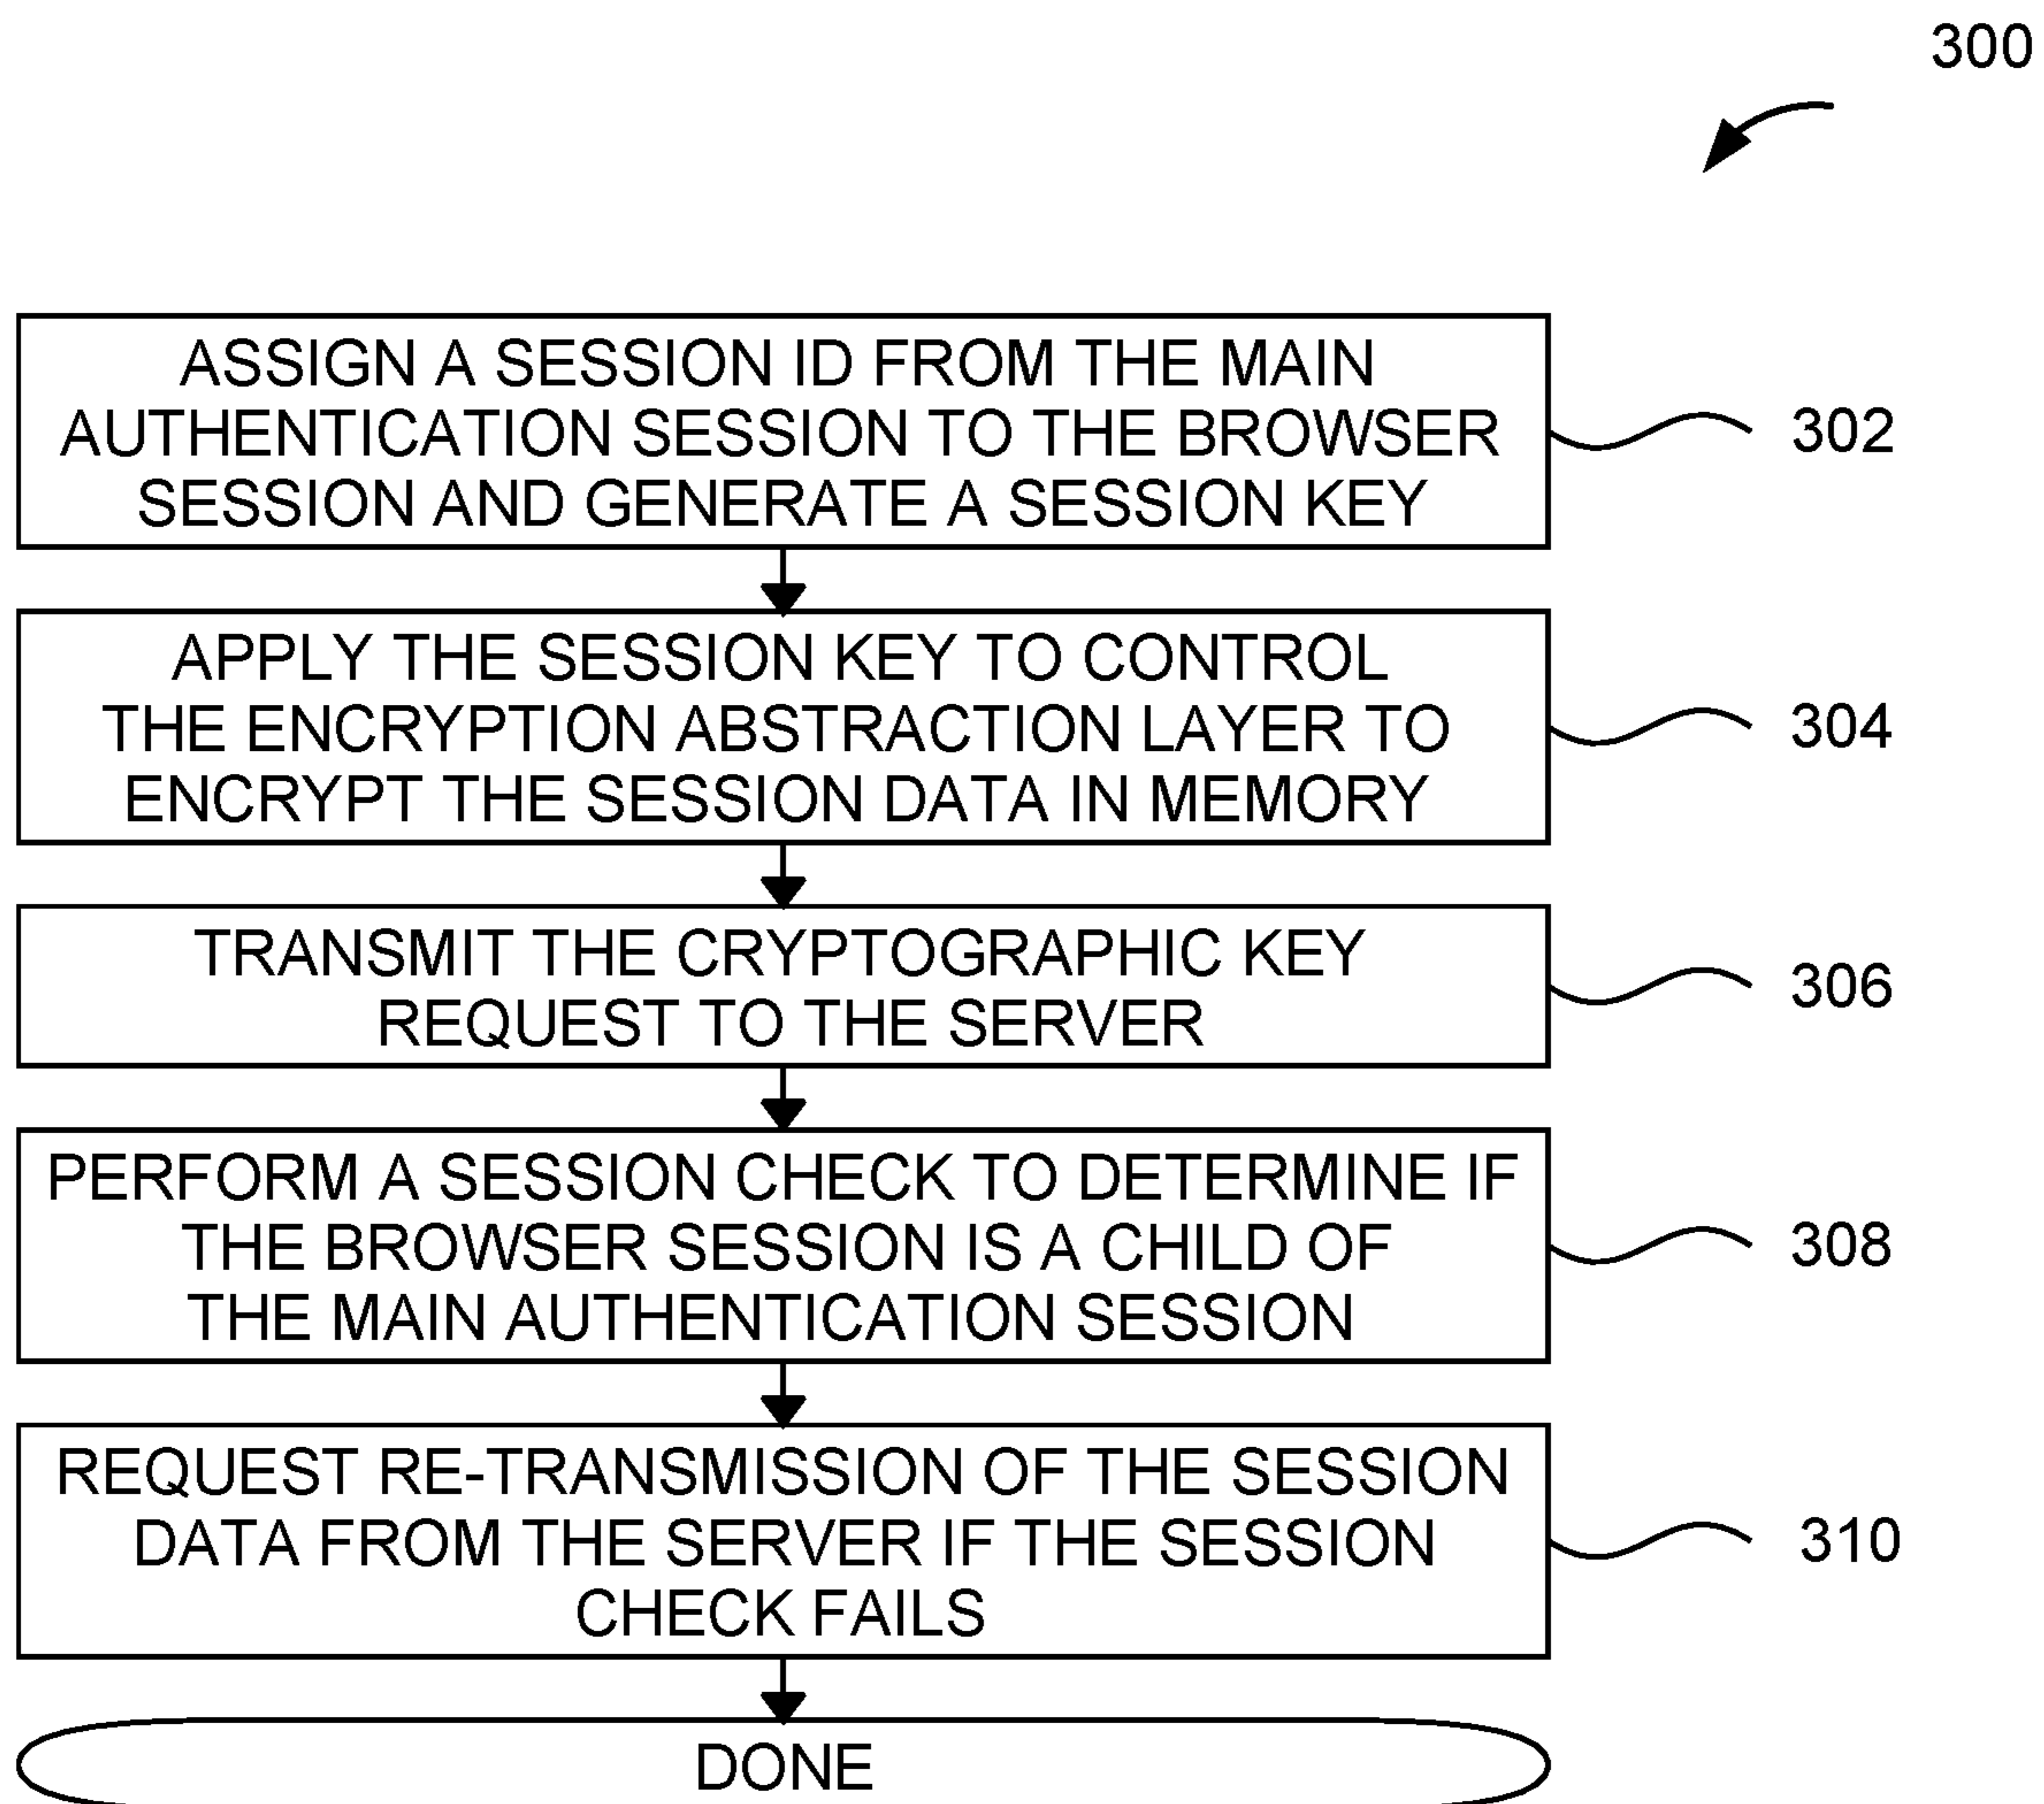 300
ASSIGN A SESSION ID FROM THE MAIN
AUTHENTICATION SESSION TO THE BROWSER
SESSION AND GENERATE A SESSION KEY
302
APPLY THE SESSION KEY TO CONTROL
THE ENCRYPTION ABSTRACTION LAYER TO
ENCRYPT THE SESSION DATA IN MEMORY
304
TRANSMIT THE CRYPTOGRAPHIC KEY
REQUEST TO THE SERVER
306
PERFORM A SESSION CHECK TO DETERMINE IF
THE BROWSER SESSION IS A CHILD OF
THE MAIN AUTHENTICATION SESSION
308
REQUEST RE-TRANSMISSION OF THE SESSION
DATA FROM THE SERVER IF THE SESSION
CHECK FAILS
310
DONE